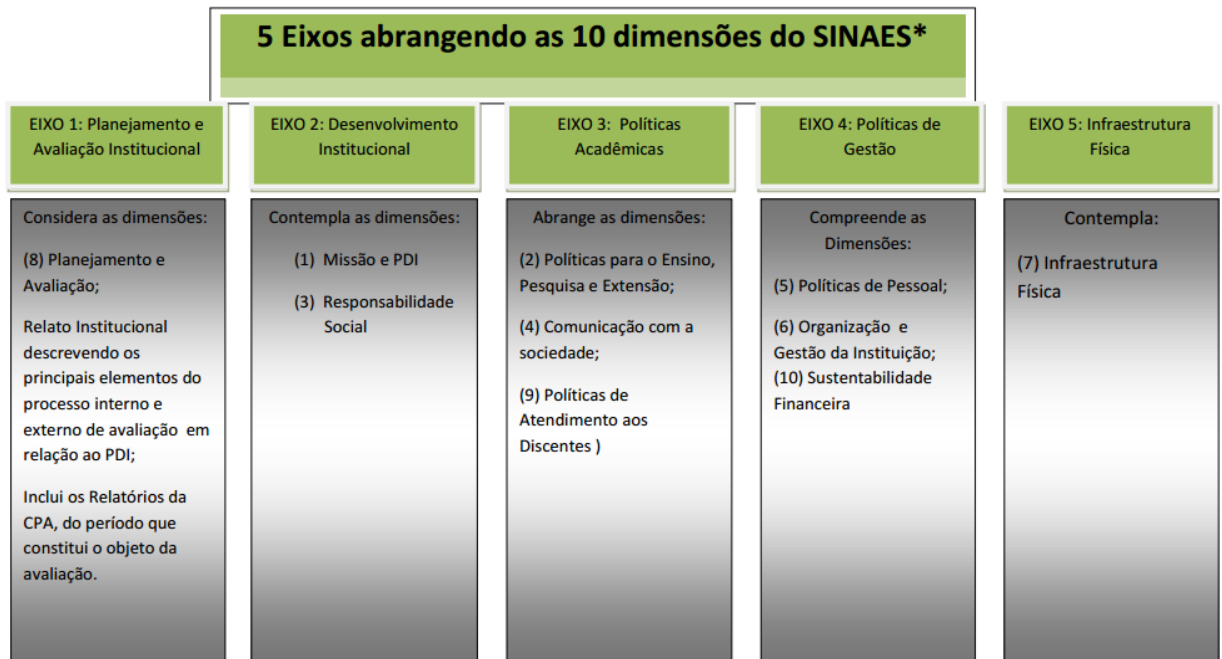 5 Eixos abrangendo as 10 dimensões do SINAES*
EIXO 1: Planejamento e
Avaliação Institucional
Considera as dimensões:
(8) Planejamento e
Avaliação;
Relato Institucional
descrevendo os
principais elementos do
processo interno e
externo de avaliação em
relação ao PDI;
Inclui os Relatórios da
CPA, do período que
constitui o objeto da
avaliação.
EIXO 2: Desenvolvimento
Institucional
Contempla as dimensões:
(1) Missão e PDI
(3) Responsabilidade
Social
EIXO 3: Políticas
Acadêmicas
Abrange as dimensões:
(2) Políticas para o Ensino,
Pesquisa e Extensão;
(4) Comunicação com a
sociedade;
(9) Políticas de
Atendimento aos
Discentes )
EIXO 4: Políticas de
Gestão
Compreende as
Dimensões:
(5) Políticas de Pessoal;
(6) Organização e
Gestão da Instituição;
(10) Sustentabilidade
Financeira
EIXO 5: Infraestrutura
Física
Contempla:
(7) Infraestrutura
Física